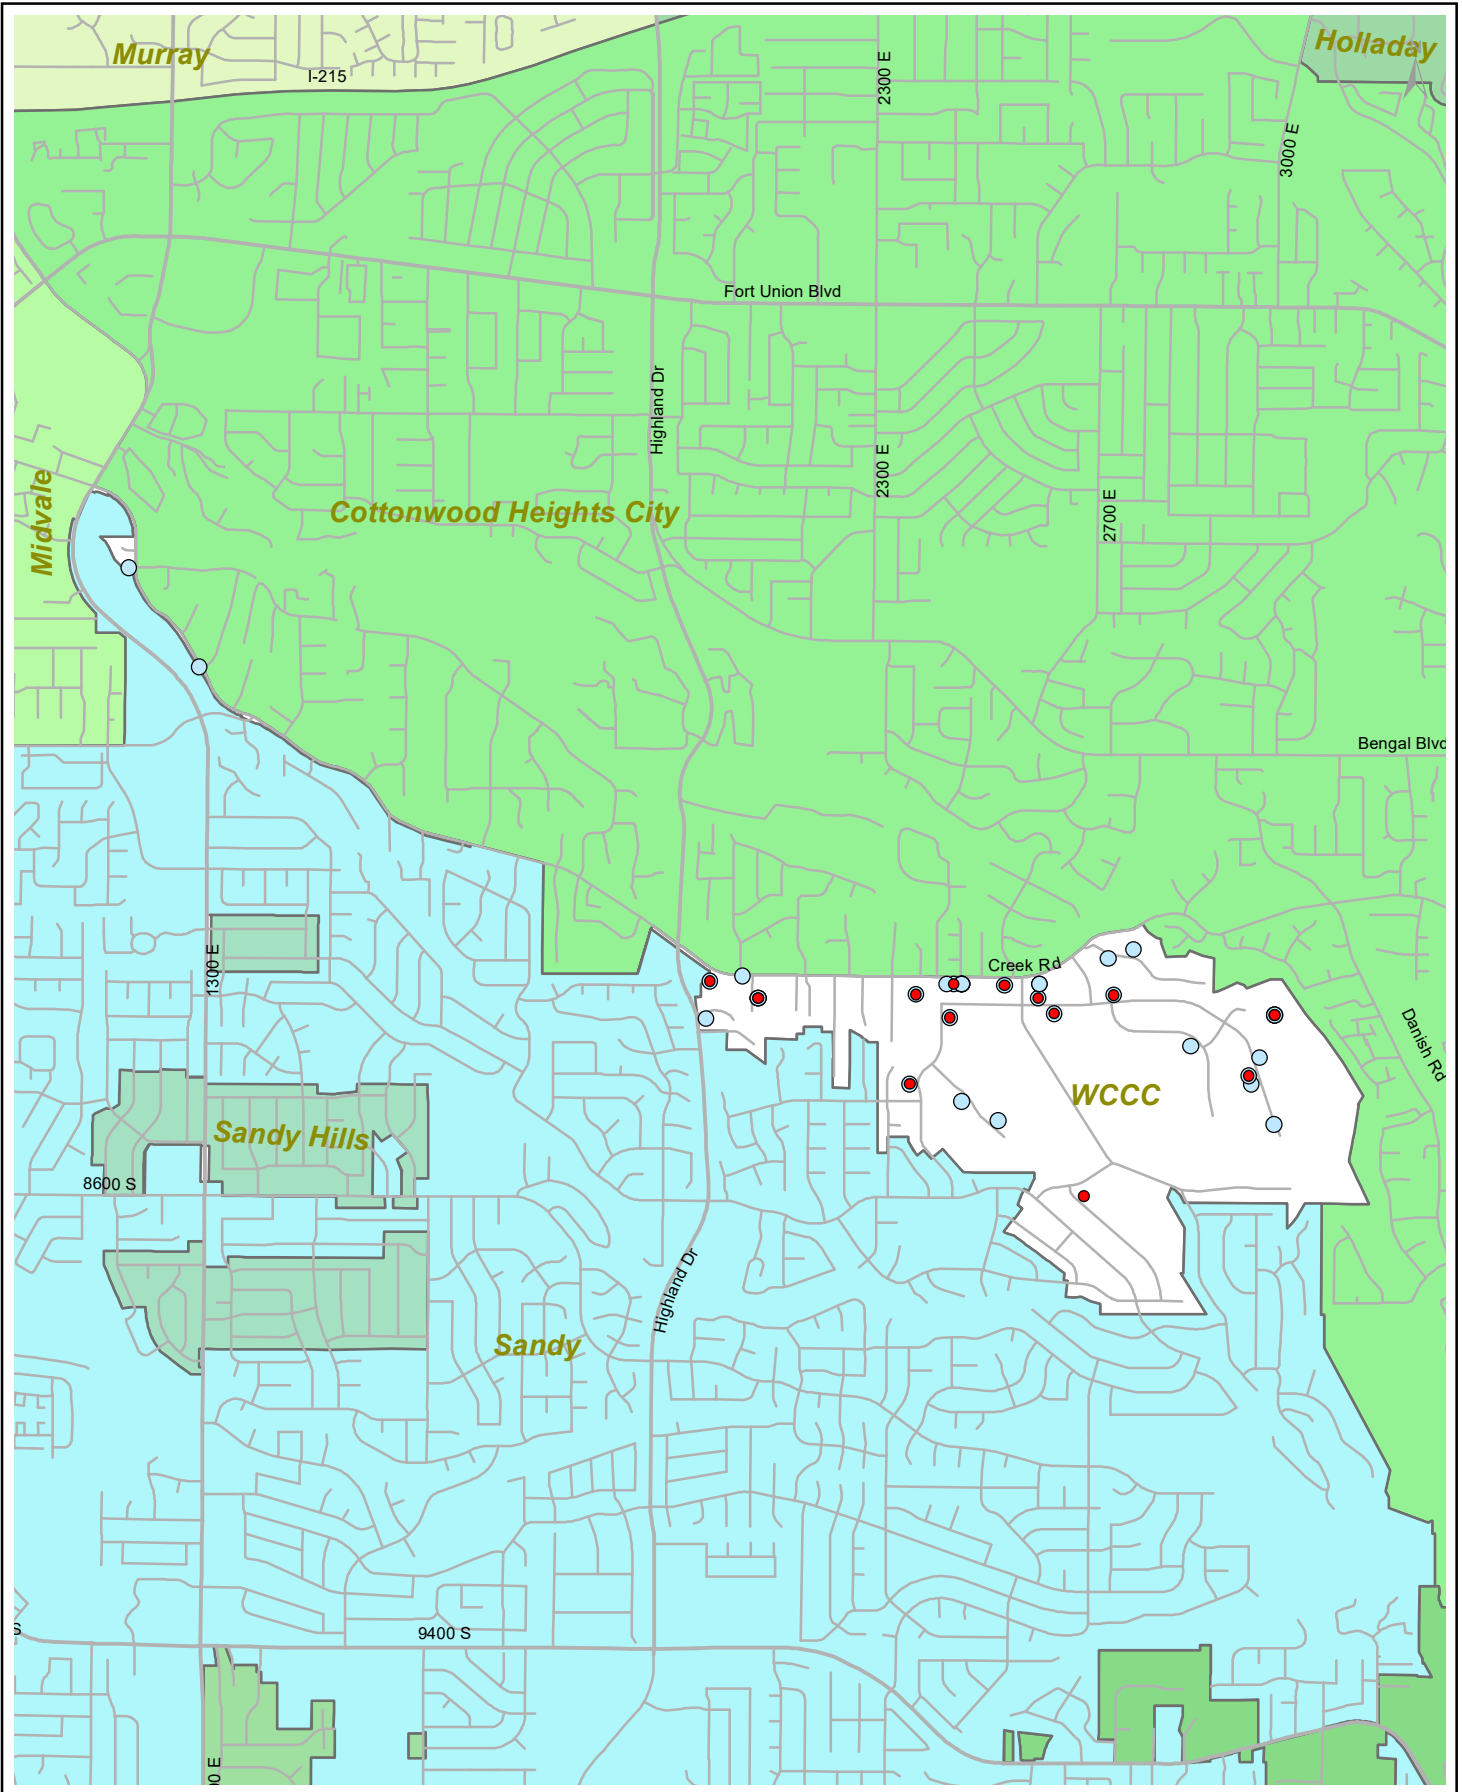 Murray
Holladay
I-215
2300 E
3000 E
Fort Union Blvd
Highland Dr
2300 E
Midvale
Cottonwood Heights City
2700 E
Bengal Blvd
1300 E
Creek Rd
Danish Rd
WCCC
Sandy Hills
8600 S
Highland Dr
Sandy
S
9400 S
00 E